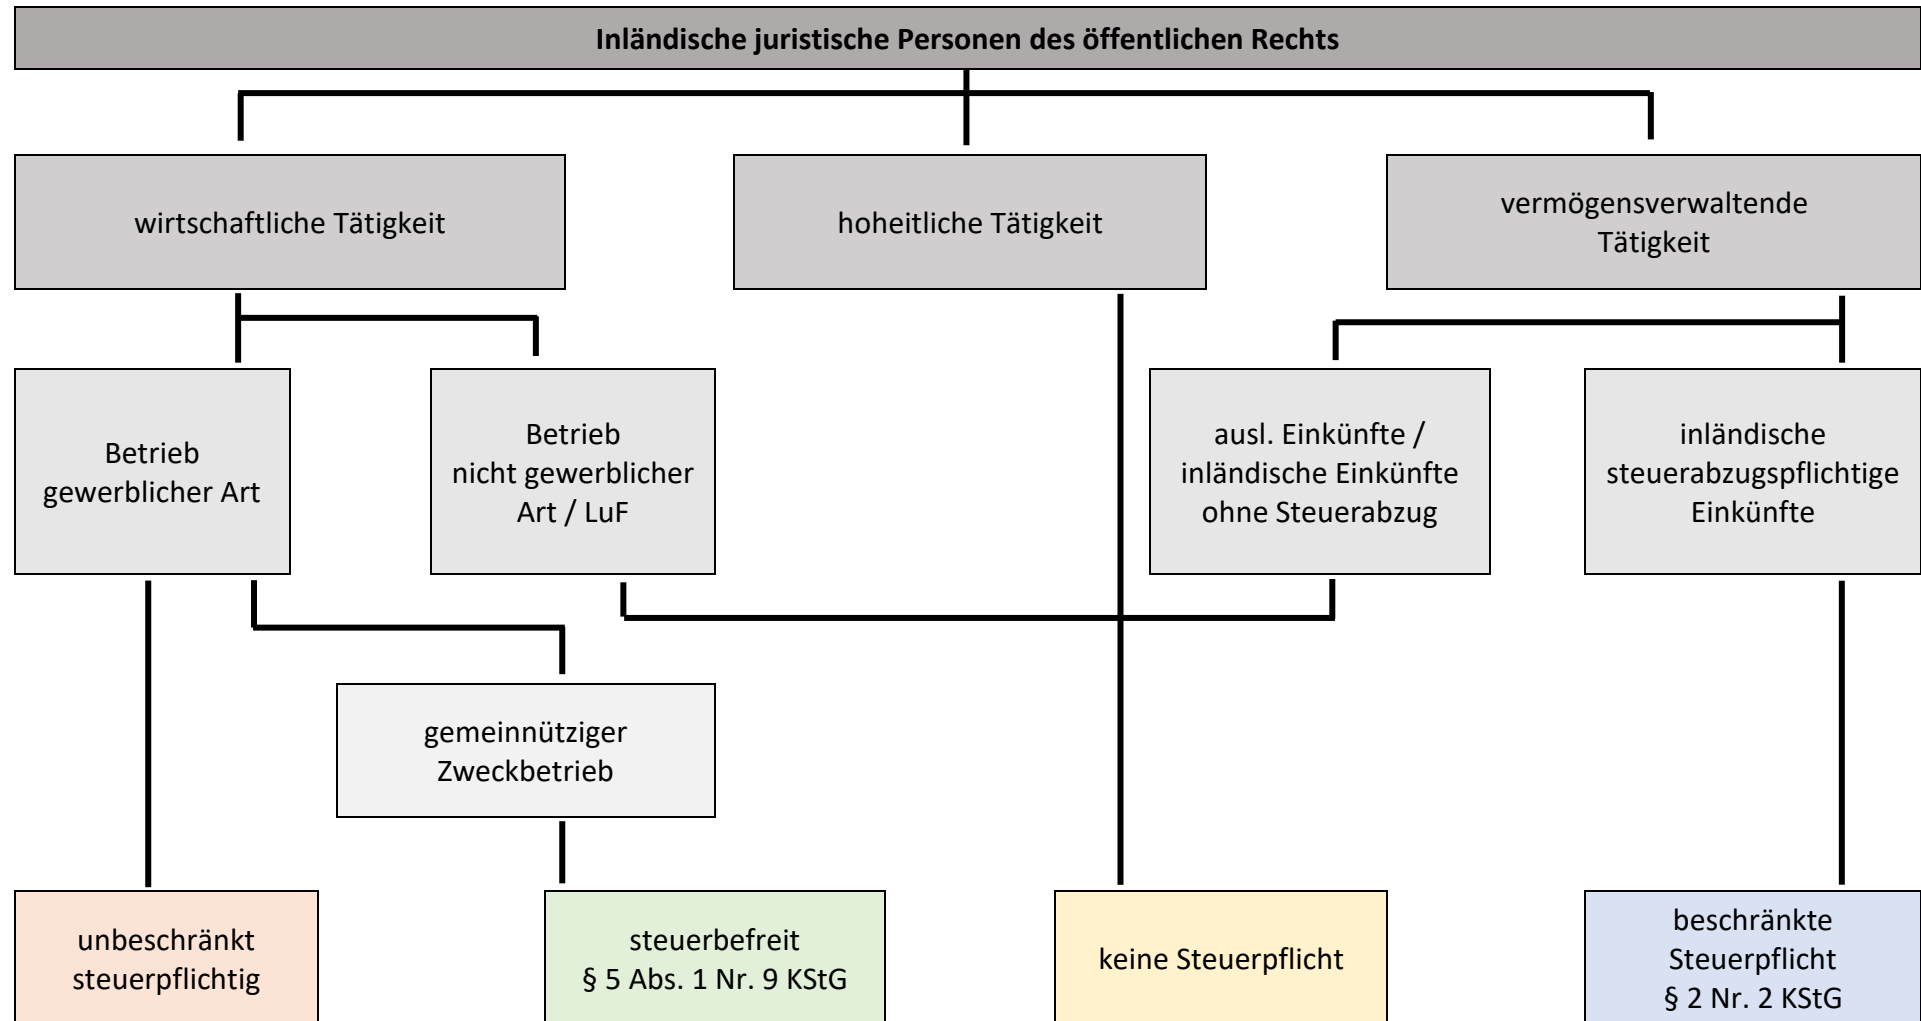 Inländische juristische Personen des öffentlichen Rechts
wirtschaftliche Tätigkeit
hoheitliche Tätigkeit
vermögensverwaltende
Tätigkeit
Betrieb
gewerblicher Art
Betrieb
nicht gewerblicher
Art / LuF
ausl. Einkünfte /
inländische Einkünfte
ohne Steuerabzug
inländische
steuerabzugspflichtige
Einkünfte
gemeinnütziger
Zweckbetrieb
unbeschränkt
steuerpflichtig
steuerbefreit
§ 5 Abs. 1 Nr. 9 KStG
keine Steuerpflicht
beschränkte
Steuerpflicht
§ 2 Nr. 2 KStG